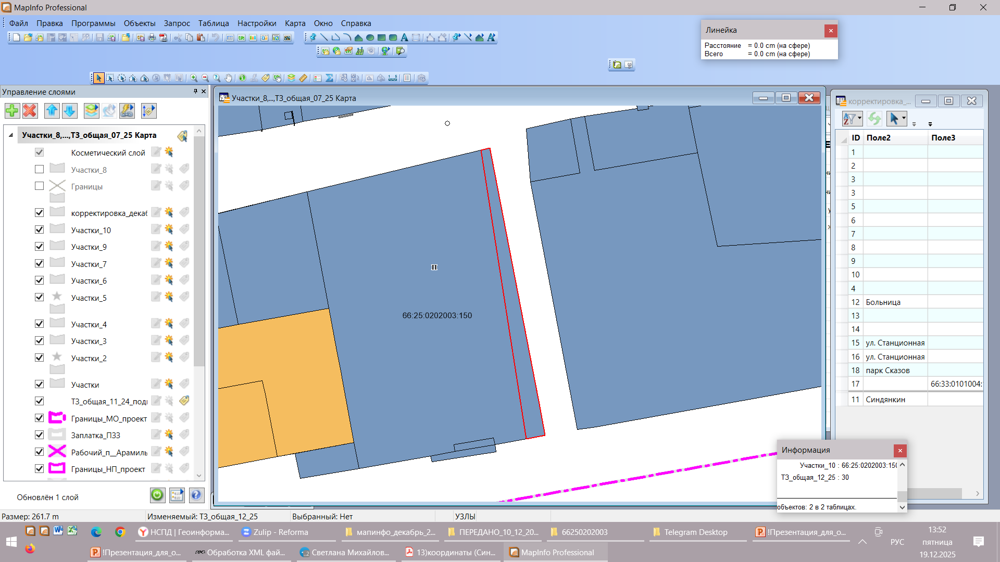 MapInfo Professional
Файл Правка Программы Объекты Запрос Таблица Настройки Карта Окно Справка
Линейка
Расстояние = 0.0 cm (на сфере)
Всего = 0.0 cm (на сфере)
Управление слоями
Участки_8,...,ТЗ_общая_07_25 Карта
Косметический слой
Участки_8
Границы
корректировка_декаб
Участки_10
Участки_9
Участки_7
Участки_6
Участки_5
Участки_4
Участки_3
Участки_2
Участки
ТЗ_общая_11_24_под
Границы_МО_проект
Заплатка_ПЗЗ
Рабочий_п__Арамиль
Границы_НП_проект
Обновлён 1 слой
Участки_8,...,ТЗ_общая_07_25 Карта
П
66:25:0202003:150
корректировка_...
ID Поле2 Поле3
1
2
3
3
5
6
7
8
9
10
4
12 Больница
13
14
15 ул. Станционная
16 ул. Станционная
18 парк Сказов
17 66:33:0101004:
11 Синдянкин
Информация
Участки_10 : 66:25:0202003:150
ТЗ_общая_12_25 : 30
объектов: 2 в 2 таблицах.
Размер: 261.7 m Изменяемый: ТЗ_общая_12_25 Выбранный: Нет УЗЛЫ
НСПД | Геоинформа... Zulip - Reforma мапинфо_декабрь_2... ПЕРЕДАНО_10_12_20... 66250202003 Telegram Desktop !Презентация_для_о...
!Презентация_для_о... Обработка XML фай... Светлана Михайлов... 13)координаты (Син... MapInfo Professional
РУС
13:52
пятница
19.12.2025